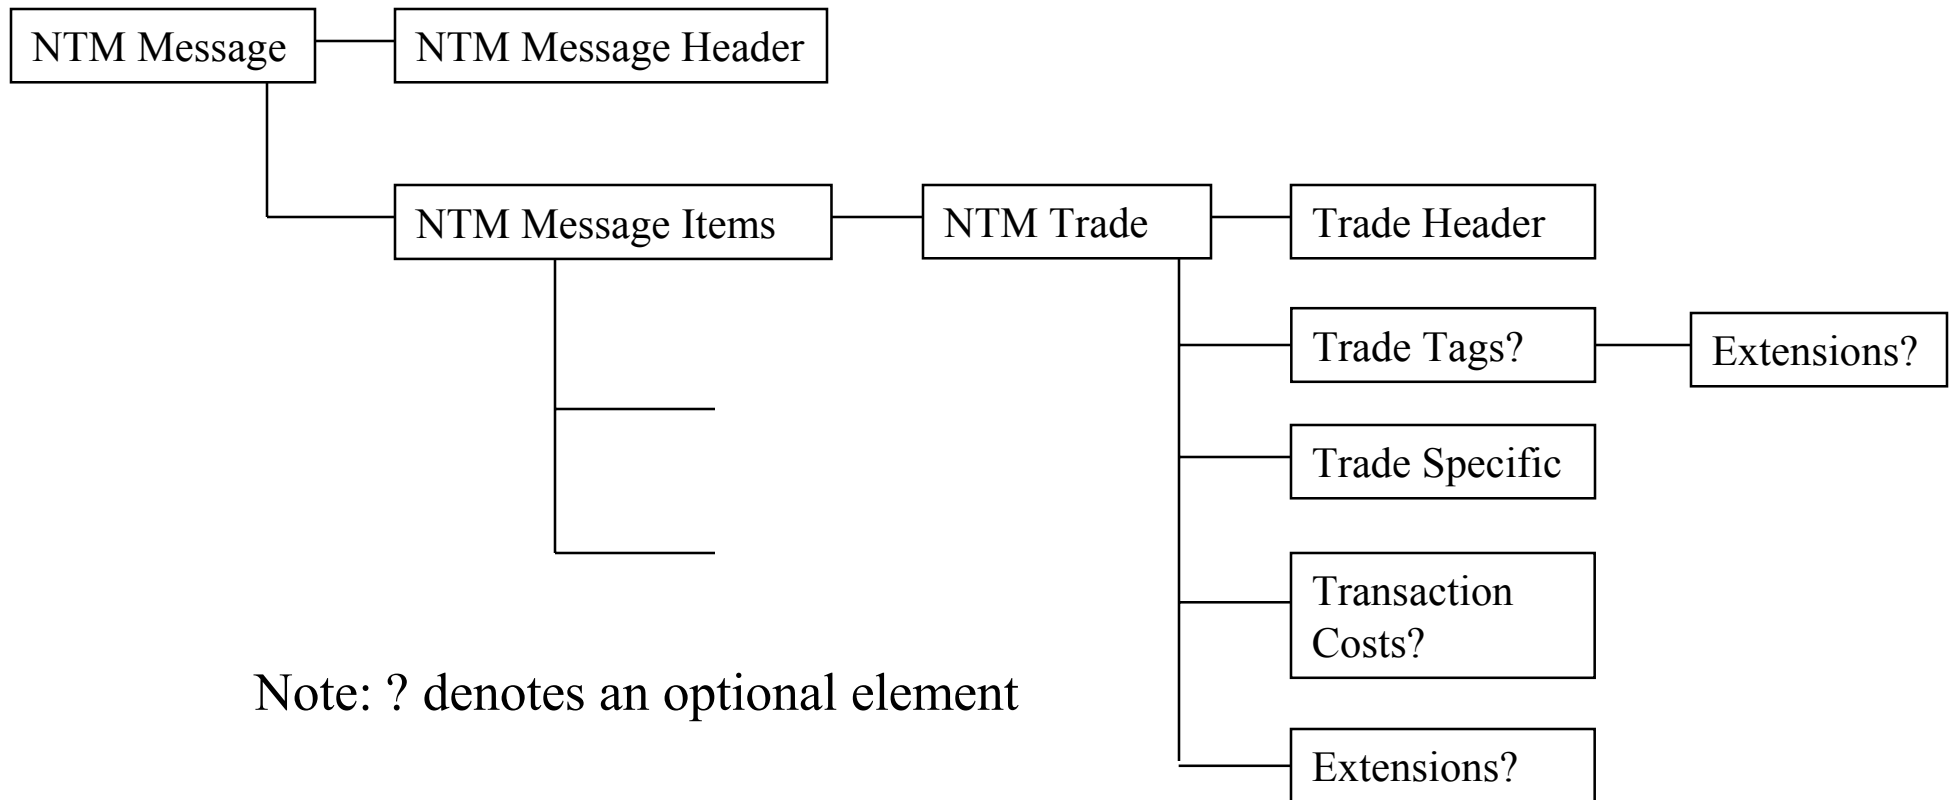 NTM Message
NTM Message Header
NTM Message Items
NTM Trade
Trade Header
Trade Tags?
Extensions?
Trade Specific
Transaction
Costs?
Note: ? denotes an optional element
Extensions?